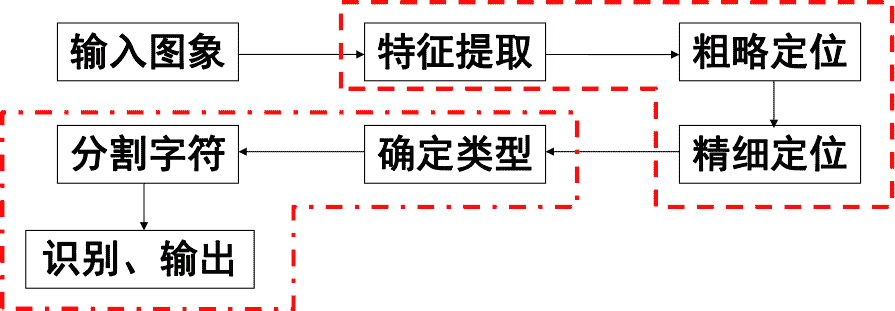 输入图象
特征提取
粗略定位
精细定位
确定类型
分割字符
识别、输出